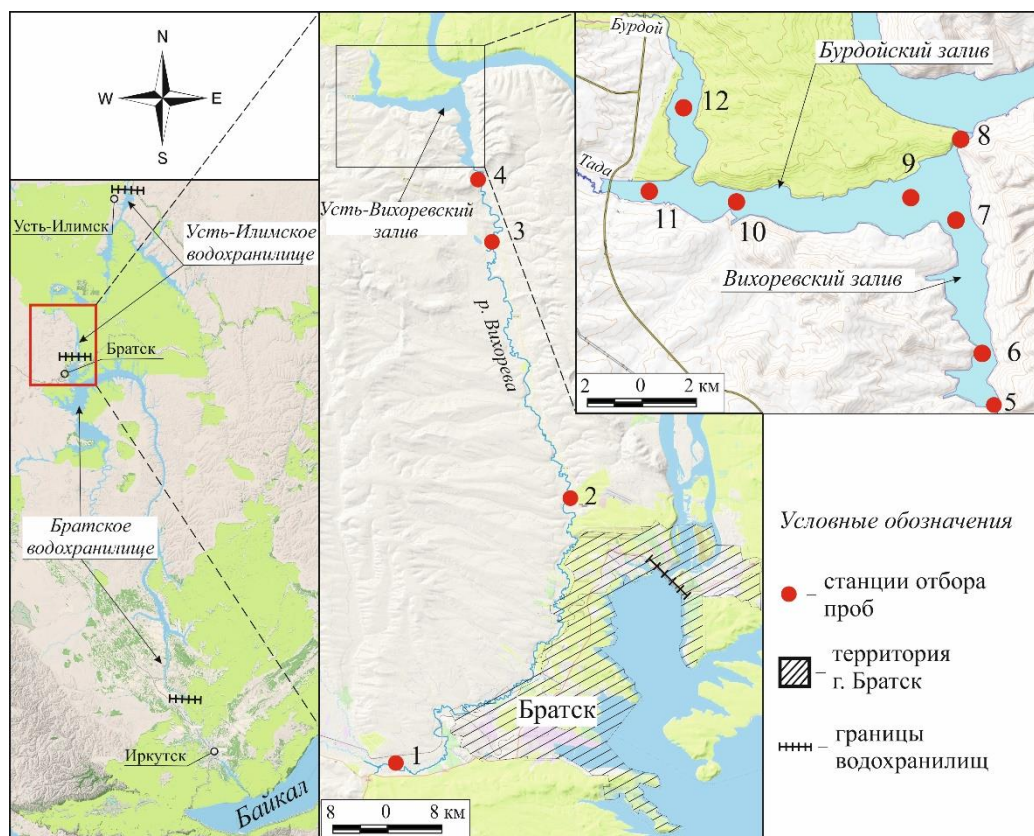 N
W
E
S
Усть-Илимск
Усть-Илимское
водохранилище
Братск
Братское
водохранилище
Иркутск
Байкал
4
Усть-Вихоревский
залив
3
р. Вихорева
2
Братск
1
8 0 8 км
Бурдой
Бурдойский залив
12
8
Тада
9
11
10
7
Вихоревский залив
6
2 0 2 км
5
Условные обозначения
– станции отбора
проб
– территория
г. Братск
– границы
водохранилищ